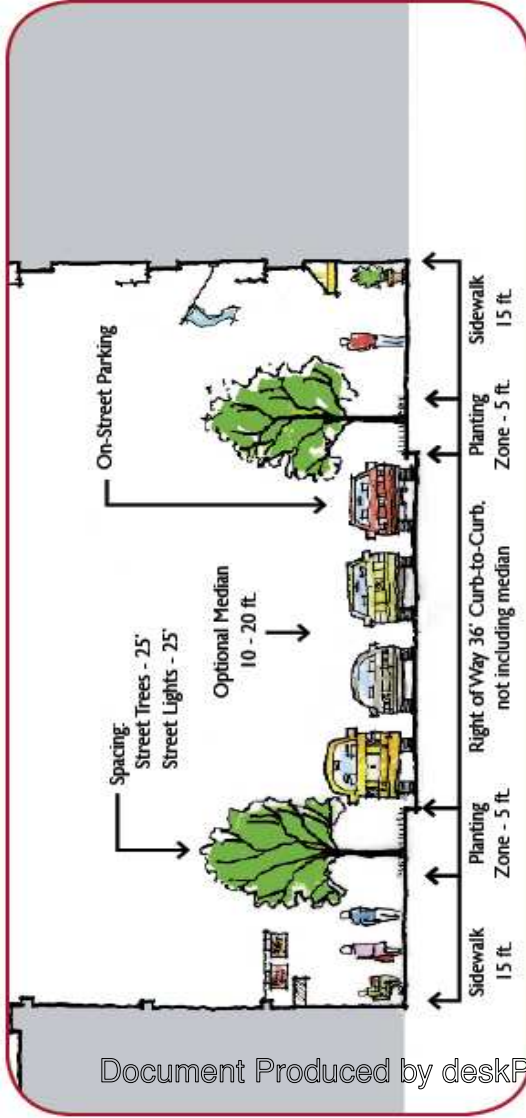 On-Street Parking
Spacing:
Street Trees - 25'
Street Lights - 25'
Optional Median
10 - 20 ft.
Sidewalk
15 ft.
Planting
Zone - 5 ft.
Right of Way 36' Curb-to-Curb.
not including median
Planting
Zone - 5 ft.
Sidewalk
15 ft.
Document Produced by deskP